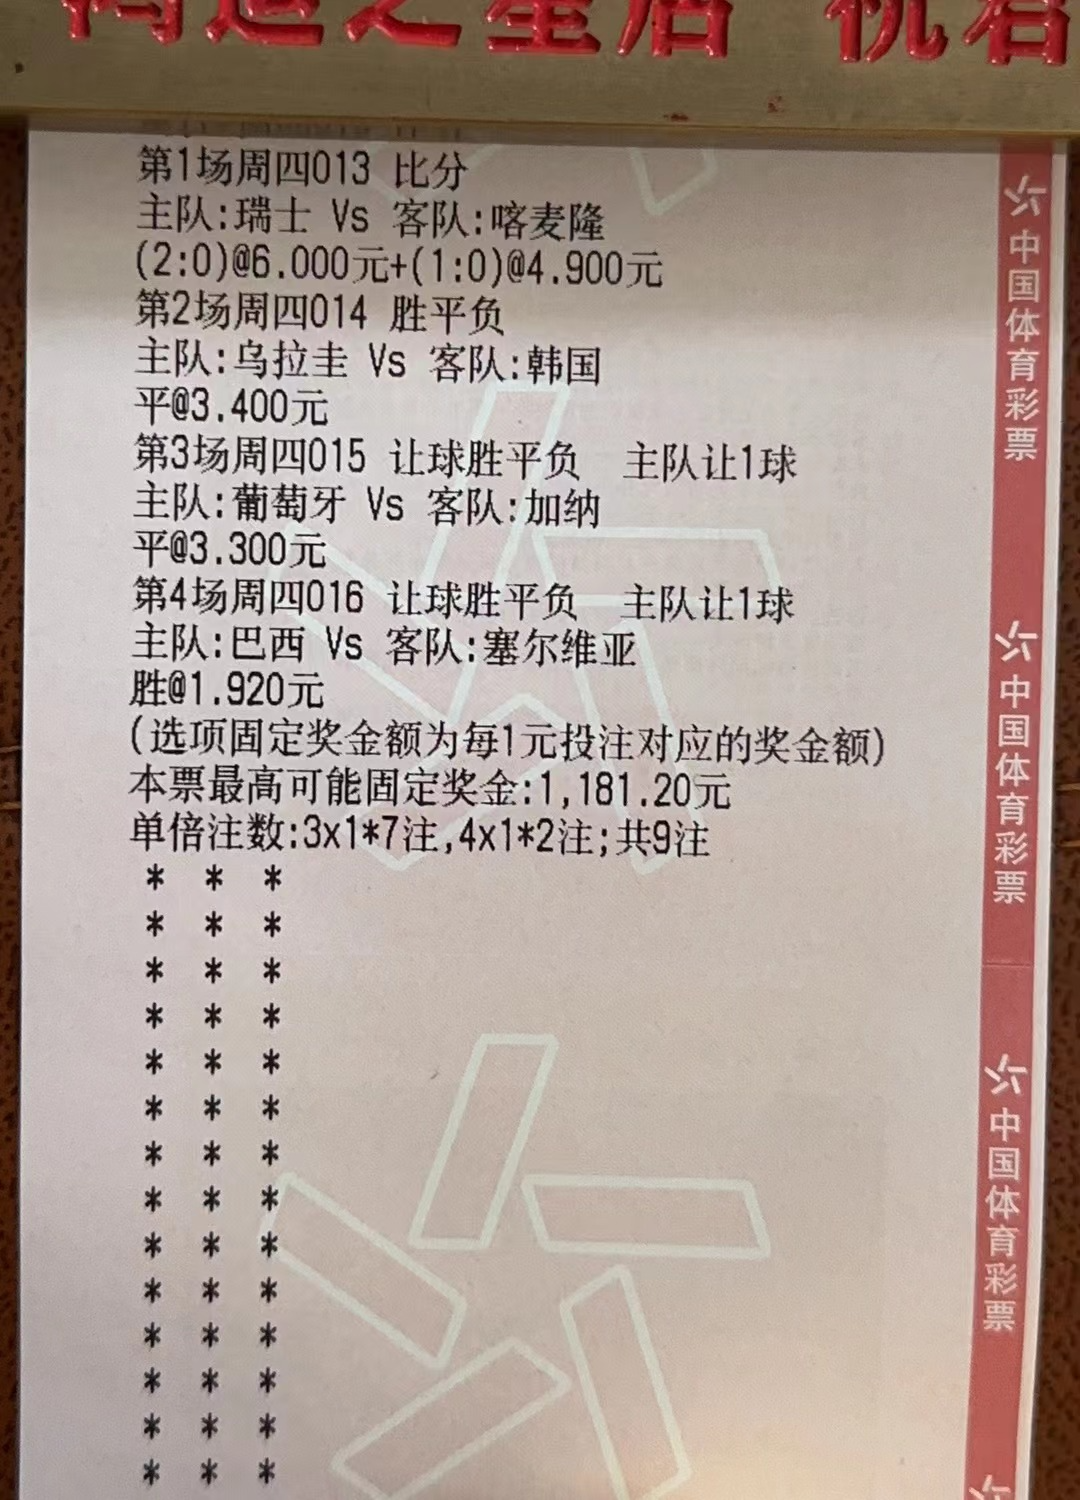 之星店 祝君
第1场周四013 比分
主队:瑞士 Vs 客队:喀麦隆
(2:0)@6.000元+(1:0)@4.900元
第2场周四014 胜平负
主队:乌拉圭 Vs 客队:韩国
平@3.400元
第3场周四015 让球胜平负 主队让1球
主队:葡萄牙 Vs 客队:加纳
平@3.300元
第4场周四016 让球胜平负 主队让1球
主队:巴西 Vs 客队:塞尔维亚
胜@1.920元
(选项固定奖金额为每1元投注对应的奖金额)
本票最高可能固定奖金:1,181.20元
单倍注数:3x1*7注,4x1*2注;共9注
* * *
* * *
* * *
* * *
* * *
* * *
* * *
* * *
* * *
* * *
* * *
* * *
* * *
* * *
中国体育彩票
中国体育彩票
中国体育彩票